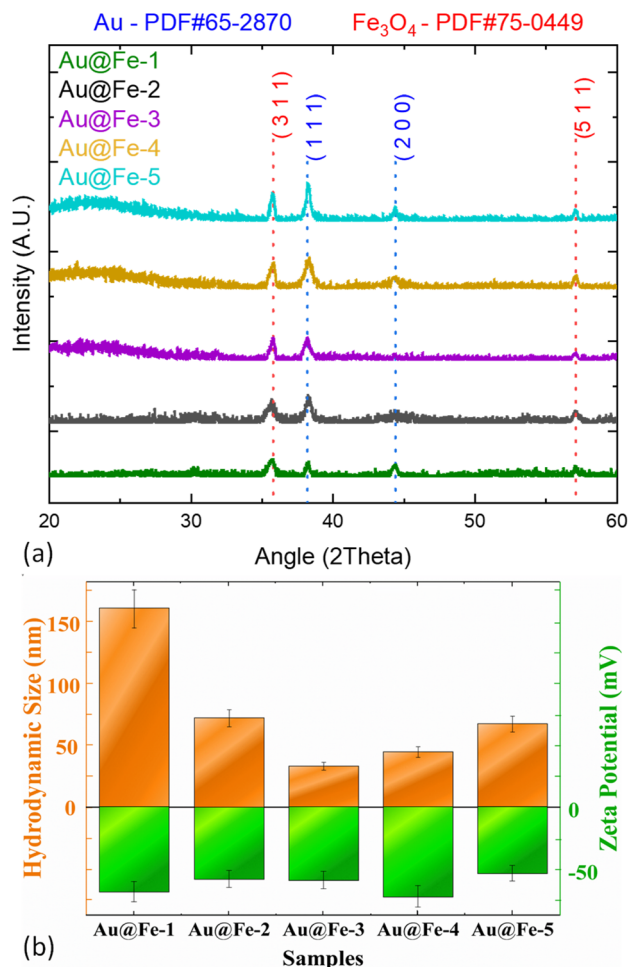 Au - PDF#65-2870 Fe₃O₄ - PDF#75-0449
Au@Fe-1
Au@Fe-2
Au@Fe-3
Au@Fe-4
Au@Fe-5
(3 1 1)
(1 1 1)
(2 0 0)
(5 1 1)
Intensity (A.U.)
20 30 40 50 60
Angle (2Theta)
(a)
Hydrodynamic Size (nm)
150
100
50
0
0
-50
Zeta Potential (mV)
Au@Fe-1 Au@Fe-2 Au@Fe-3 Au@Fe-4 Au@Fe-5
Samples
(b)